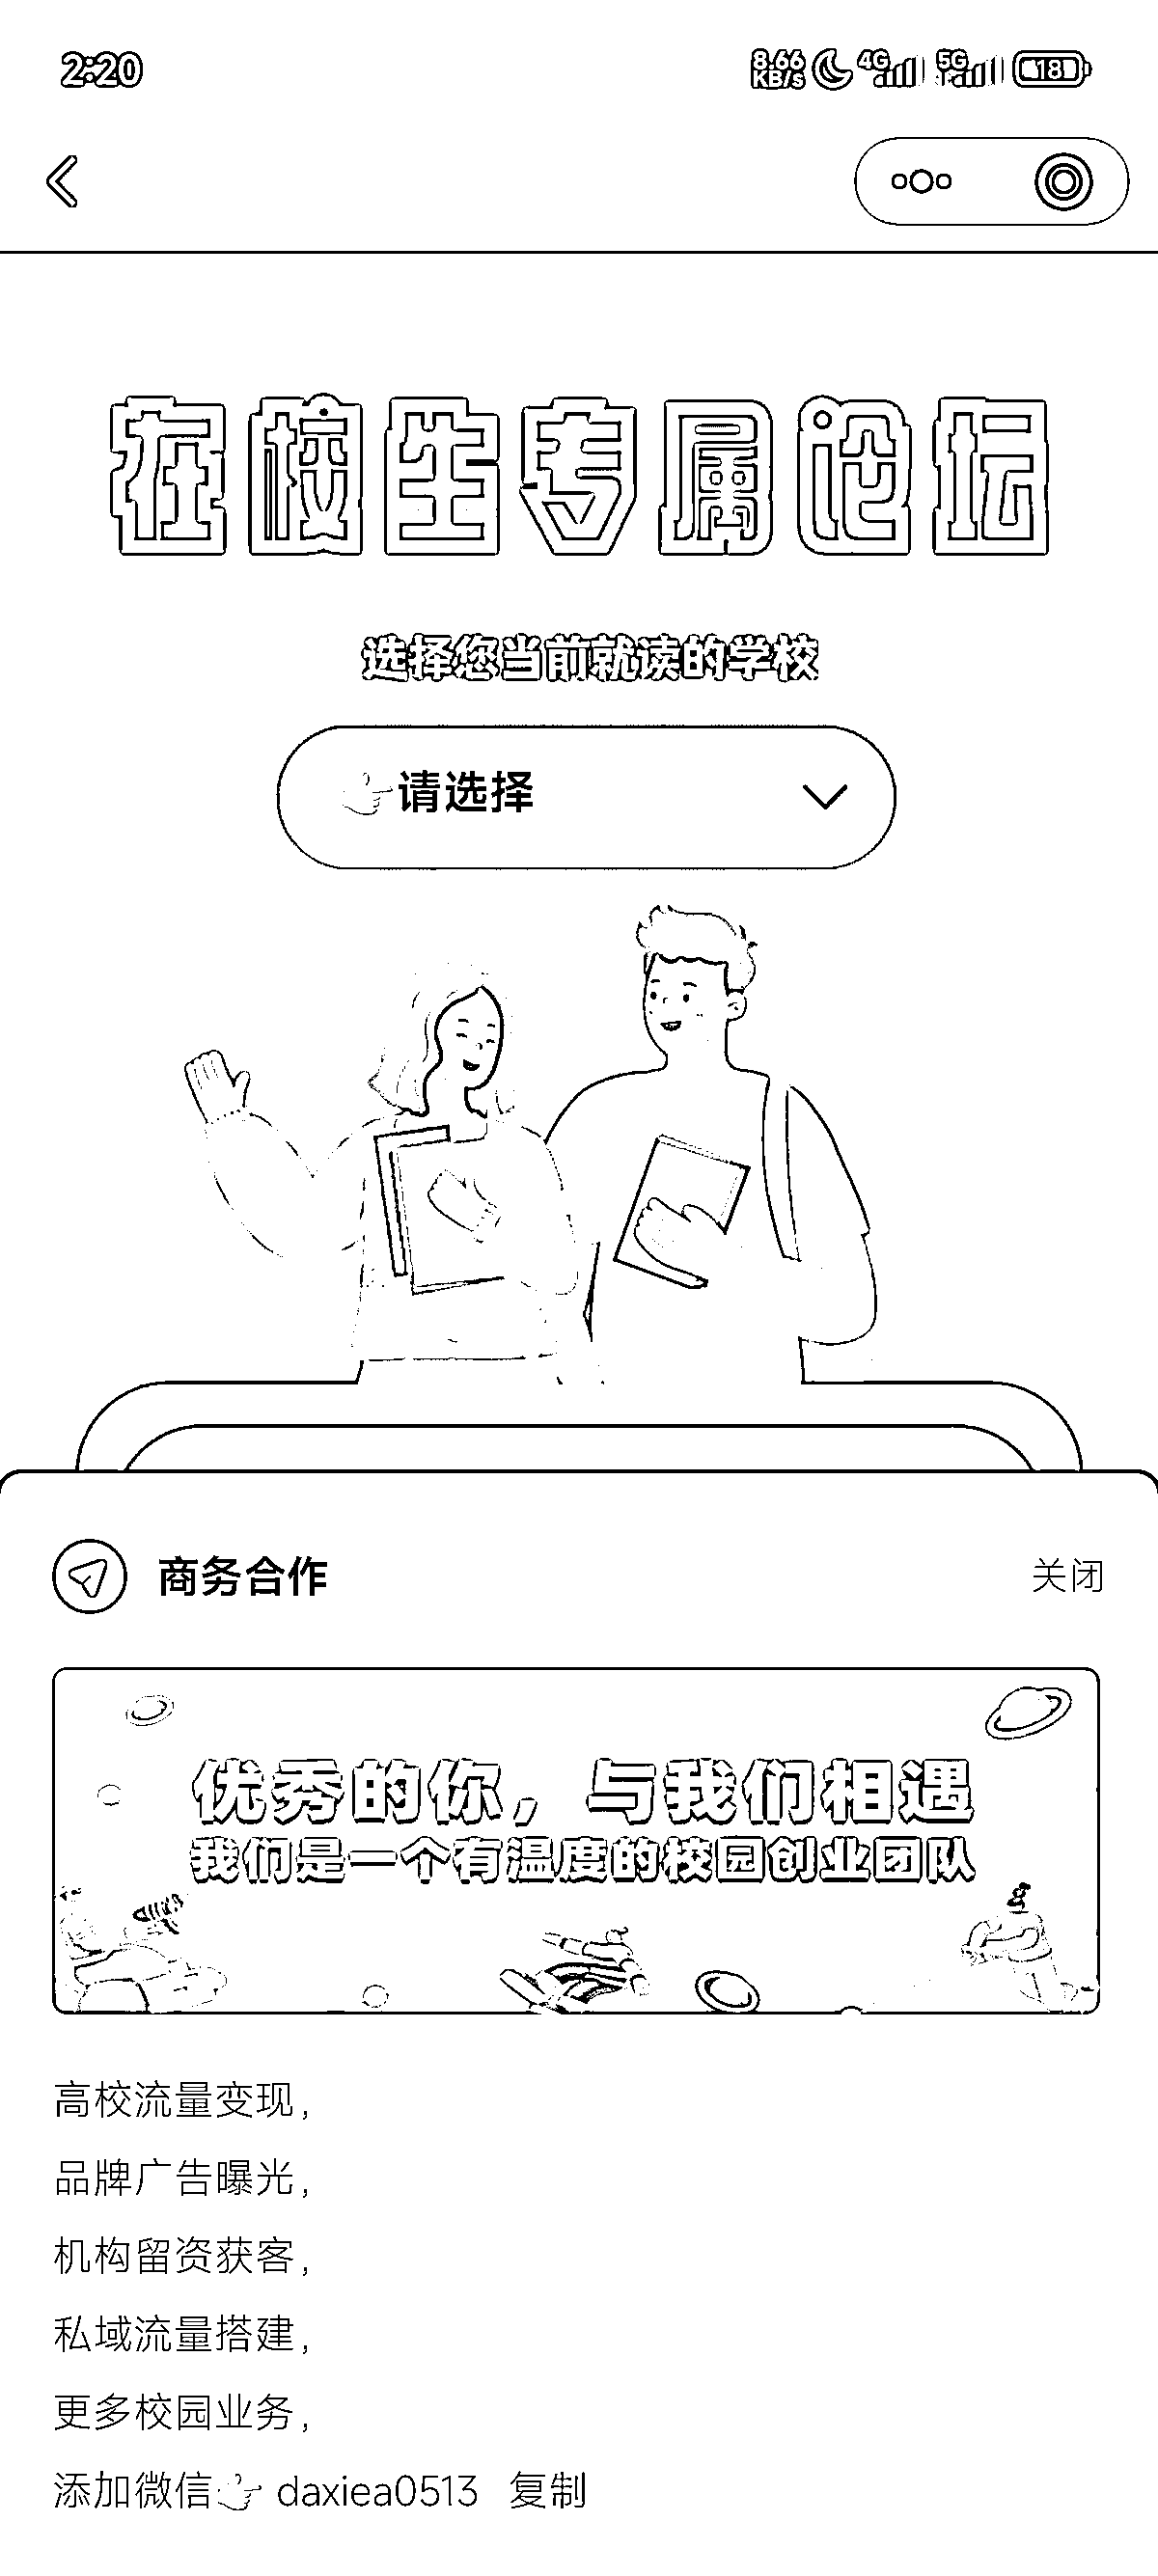 2:20
8.66 KB/s 4G 5G 18
在校生专属论坛
选择您当前就读的学校
👉请选择
商务合作
关闭
优秀的你，与我们相遇
我们是一个有温度的校园创业团队
高校流量变现，
品牌广告曝光，
机构留资获客，
私域流量搭建，
更多校园业务，
添加微信👉 daxiea0513 复制